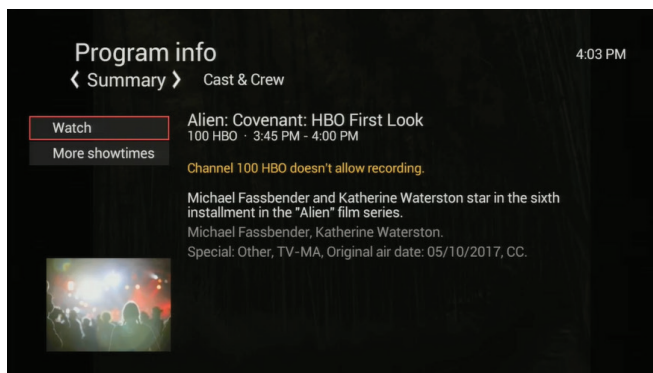 Program info
4:03 PM
❮ Summary ❯ Cast & Crew
Watch
More showtimes
Alien: Covenant: HBO First Look
100 HBO · 3:45 PM - 4:00 PM
Channel 100 HBO doesn't allow recording.
Michael Fassbender and Katherine Waterston star in the sixth
installment in the "Alien" film series.
Michael Fassbender, Katherine Waterston.
Special: Other, TV-MA, Original air date: 05/10/2017, CC.